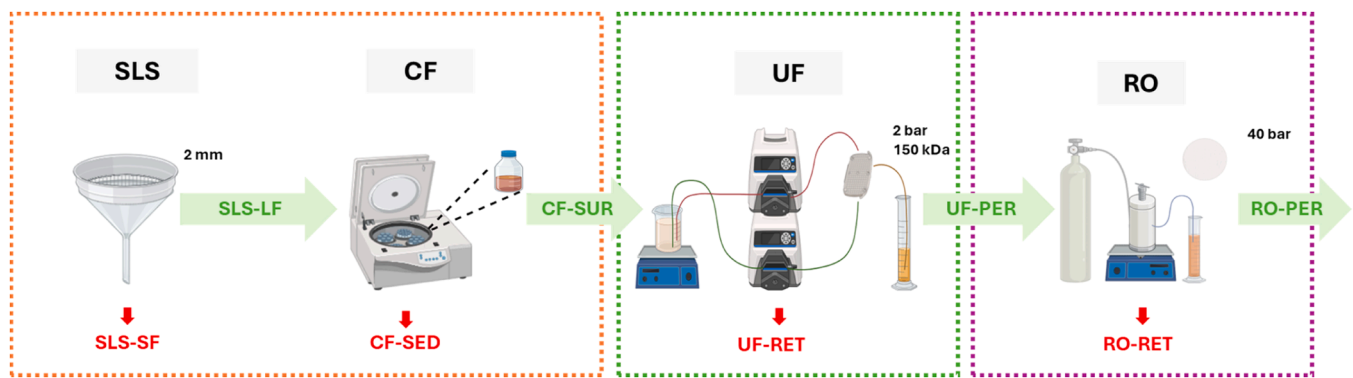 SLS
CF
UF
RO
2 mm
2 bar
150 kDa
40 bar
SLS-LF
CF-SUR
UF-PER
RO-PER
SLS-SF
CF-SED
UF-RET
RO-RET